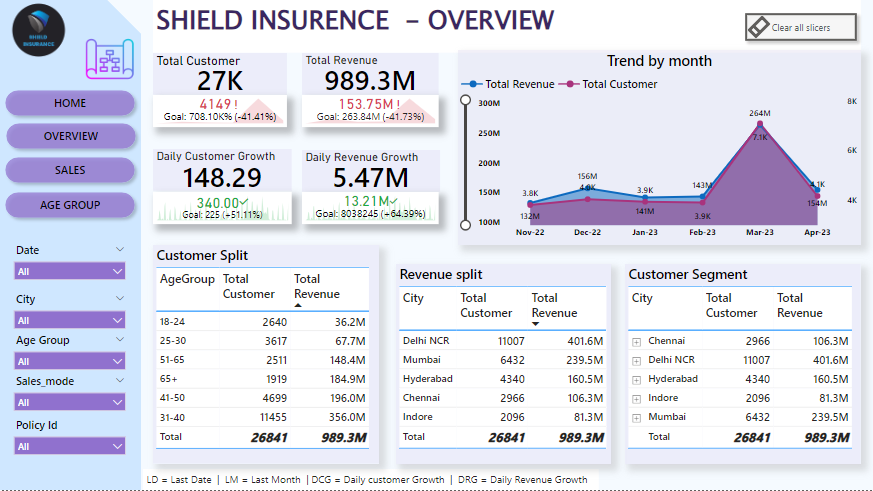 SHIELD
INSURANCE
SHIELD INSURENCE – OVERVIEW
Clear all slicers
HOME
OVERVIEW
SALES
AGE GROUP
Date
All
City
All
Age Group
All
Sales_mode
All
Policy Id
All
Total Customer
27K
4149 !
Goal: 708.10K% (-41.41%)
Total Revenue
989.3M
153.75M !
Goal: 263.84M (-41.73%)
Daily Customer Growth
148.29
340.00✓
Goal: 225 (+51.11%)
Daily Revenue Growth
5.47M
13.21M✓
Goal: 8038245 (+64.39%)
Trend by month
Total Revenue Total Customer
300M
250M
200M
150M
100M
8K
6K
4K
3.8K 156M 3.9K 143M 264M 4.1K
132M 141M 3.9K 7.1K 154M
Nov-22 Dec-22 Jan-23 Feb-23 Mar-23 Apr-23
Customer Split
AgeGroup Total Customer Total Revenue
18-24 2640 36.2M
25-30 3617 67.7M
51-65 2511 148.4M
65+ 1919 184.9M
41-50 4699 196.0M
31-40 11455 356.0M
Total 26841 989.3M
Revenue split
City Total Customer Total Revenue
Delhi NCR 11007 401.6M
Mumbai 6432 239.5M
Hyderabad 4340 160.5M
Chennai 2966 106.3M
Indore 2096 81.3M
Total 26841 989.3M
Customer Segment
City Total Customer Total Revenue
Chennai 2966 106.3M
Delhi NCR 11007 401.6M
Hyderabad 4340 160.5M
Indore 2096 81.3M
Mumbai 6432 239.5M
Total 26841 989.3M
LD = Last Date | LM = Last Month | DCG = Daily customer Growth | DRG = Daily Revenue Growth